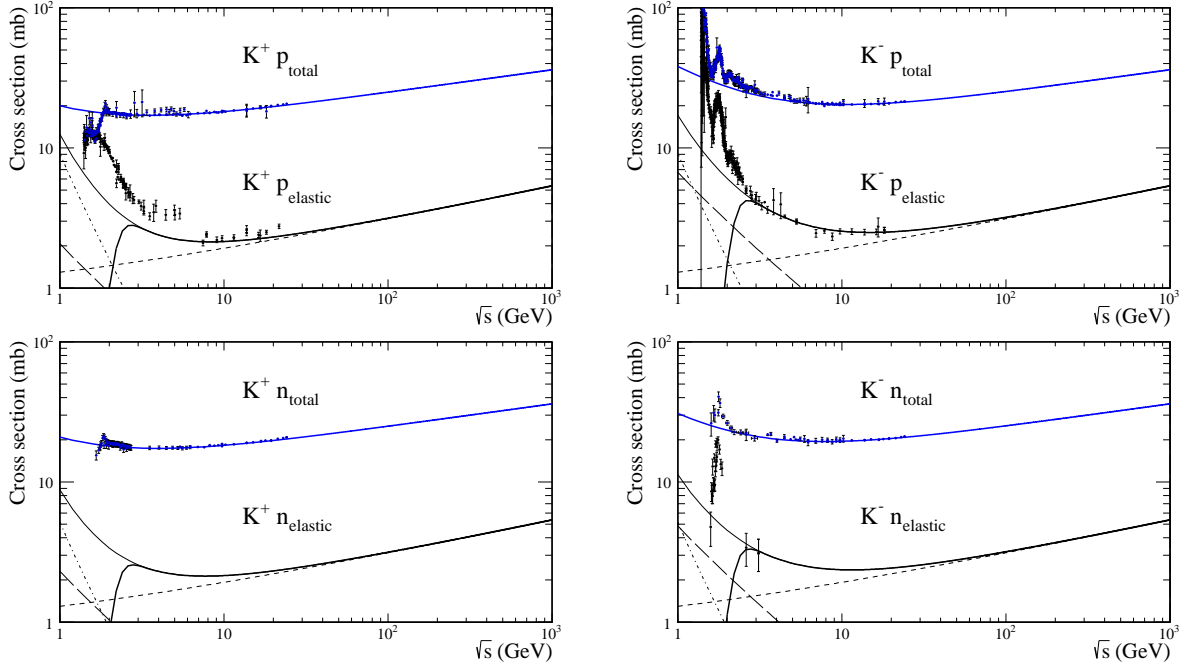 10²
10
1
Cross section (mb)
K⁺ p_total
K⁺ p_elastic
1
10
10²
10³
√s (GeV)
10²
10
1
Cross section (mb)
K⁻ p_total
K⁻ p_elastic
1
10
10²
10³
√s (GeV)
10²
10
1
Cross section (mb)
K⁺ n_total
K⁺ n_elastic
1
10
10²
10³
√s (GeV)
10²
10
1
Cross section (mb)
K⁻ n_total
K⁻ n_elastic
1
10
10²
10³
√s (GeV)